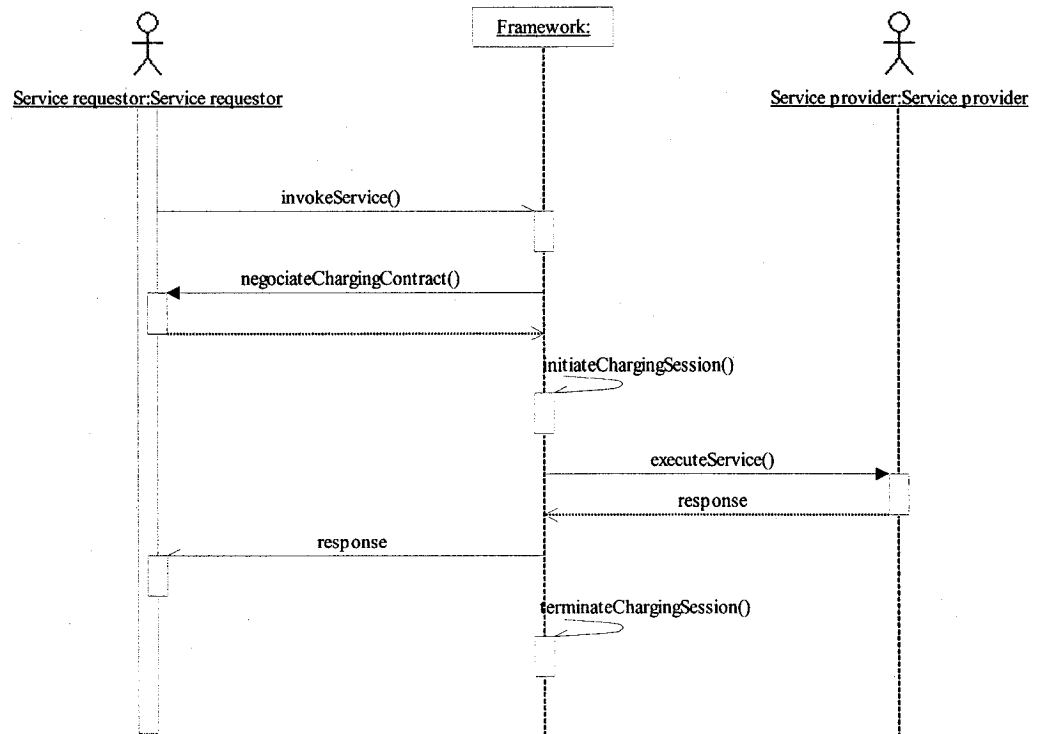 Framework:
Service requestor:Service requestor
Service provider:Service provider
invokeService()
negociateChargingContract()
initiateChargingSession()
executeService()
response
response
terminateChargingSession()